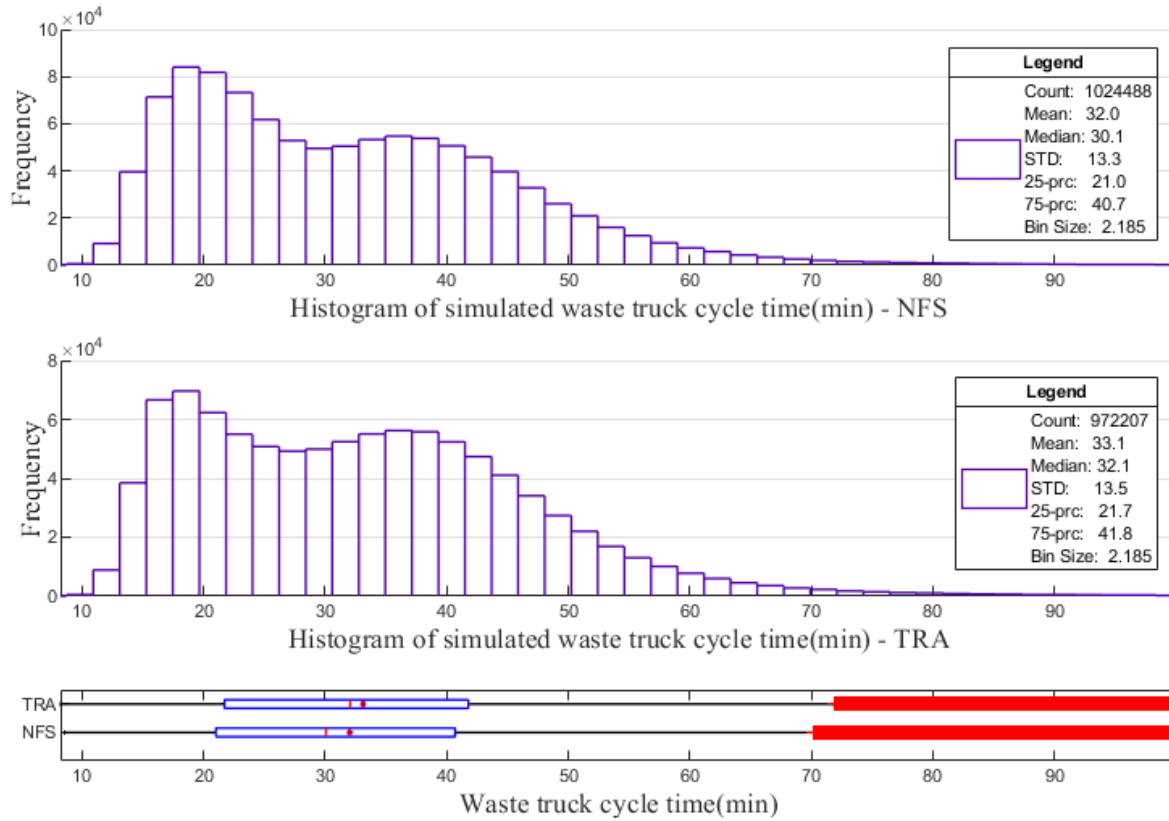 ×10^4
10
8
6
4
2
0
Frequency
Legend
Count: 1024488
Mean: 32.0
Median: 30.1
STD: 13.3
25-prc: 21.0
75-prc: 40.7
Bin Size: 2.185
10 20 30 40 50 60 70 80 90
Histogram of simulated waste truck cycle time(min) - NFS
×10^4
8
6
4
2
0
Frequency
Legend
Count: 972207
Mean: 33.1
Median: 32.1
STD: 13.5
25-prc: 21.7
75-prc: 41.8
Bin Size: 2.185
10 20 30 40 50 60 70 80 90
Histogram of simulated waste truck cycle time(min) - TRA
TRA
NFS
10 20 30 40 50 60 70 80 90
Waste truck cycle time(min)